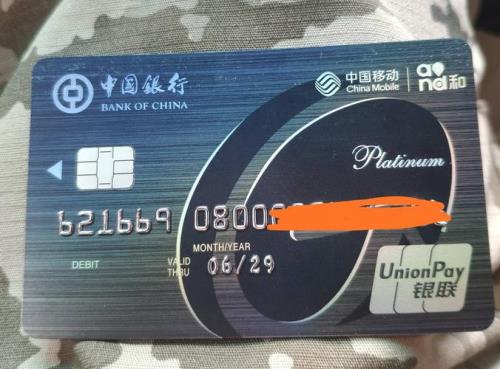 中国银行
BANK OF CHINA
中国移动
China Mobile
and和
Platinum
621669 0800
MONTH/YEAR
DEBIT
VALID THRU 06/29
UnionPay
银联